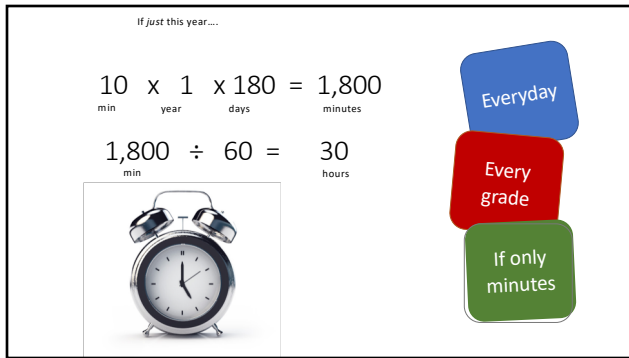 If just this year....
10 x 1 x 180 = 1,800
min year days minutes
1,800 ÷ 60 = 30
min hours
Everyday
Every
grade
If only
minutes